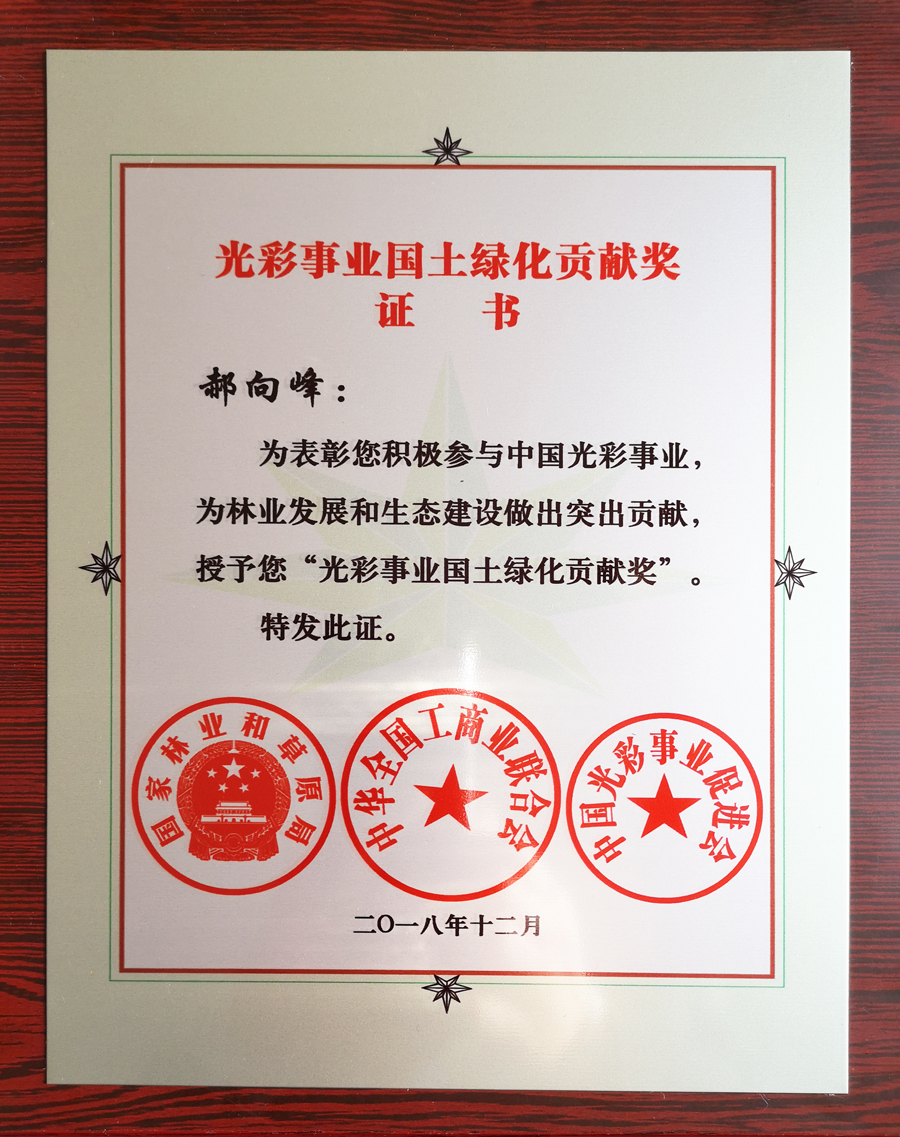 光彩事业国土绿化贡献奖
证 书
郝向峰：
为表彰您积极参与中国光彩事业，
为林业发展和生态建设做出突出贡献，
授予您“光彩事业国土绿化贡献奖”。
特发此证。
国家林业和草原局
中华全国工商业联合会
中国光彩事业促进会
二〇一八年十二月